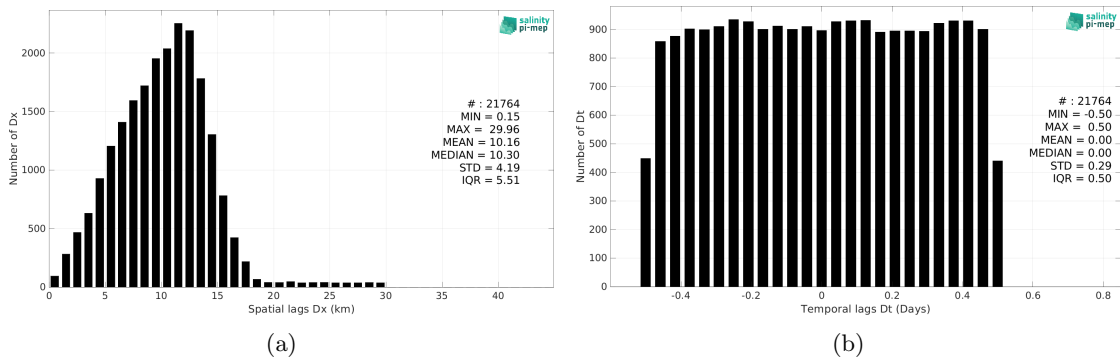 salinity
pi-mep
2000
1500
1000
500
0
Number of Dx
# : 21764
MIN = 0.15
MAX = 29.96
MEAN = 10.16
MEDIAN = 10.30
STD = 4.19
IQR = 5.51
0 5 10 15 20 25 30 35 40
Spatial lags Dx (km)
(a)
salinity
pi-mep
900
800
700
600
500
400
300
200
100
0
Number of Dt
# : 21764
MIN = -0.50
MAX = 0.50
MEAN = 0.00
MEDIAN = 0.00
STD = 0.29
IQR = 0.50
-0.4 -0.2 0 0.2 0.4 0.6 0.8
Temporal lags Dt (Days)
(b)